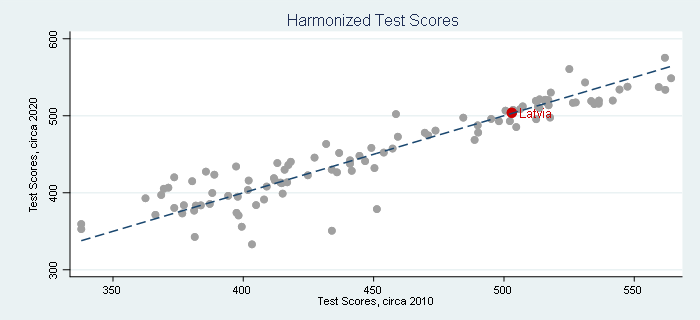 Harmonized Test Scores
Test Scores, circa 2020
600
500
400
300
Latvia
350
400
450
500
550
Test Scores, circa 2010